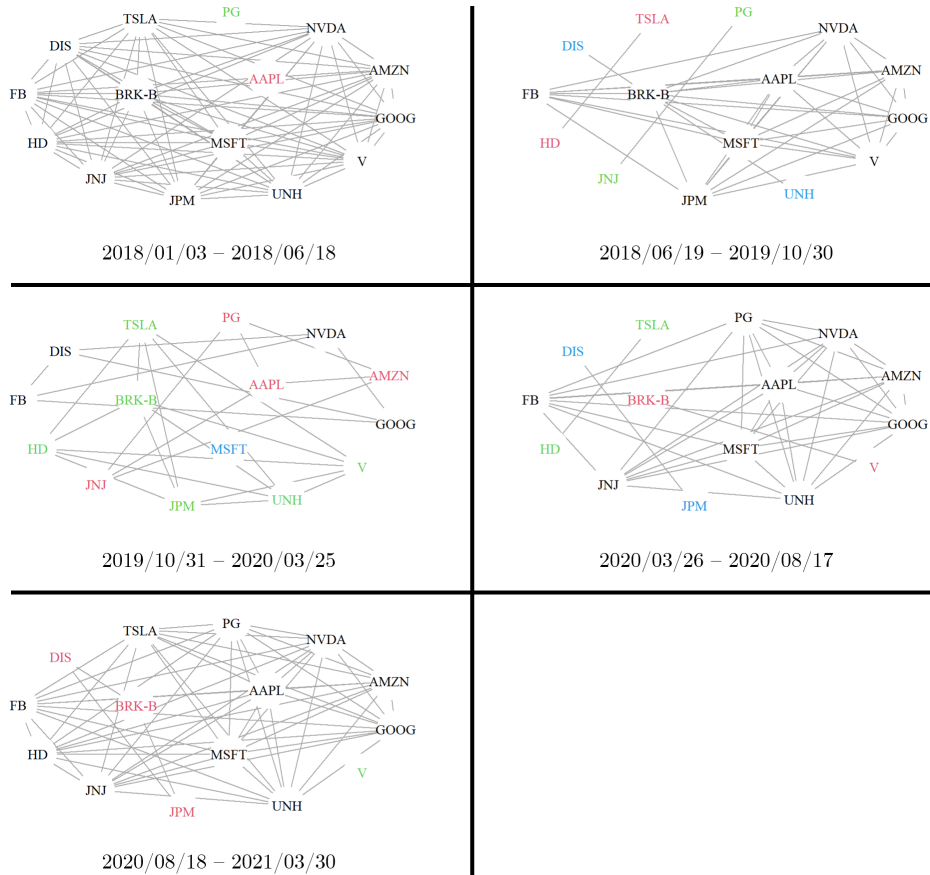 PG
TSLA
NVDA
DIS
AAPL
AMZN
FB
BRK-B
GOOG
HD
MSFT
V
JNJ
UNH
JPM
2018/01/03 – 2018/06/18
TSLA
PG
NVDA
DIS
AAPL
AMZN
FB
BRK-B
GOOG
HD
MSFT
V
JNJ
UNH
JPM
2018/06/19 – 2019/10/30
PG
TSLA
NVDA
DIS
AAPL
AMZN
FB
BRK-B
GOOG
HD
MSFT
V
JNJ
UNH
JPM
2019/10/31 – 2020/03/25
PG
TSLA
NVDA
DIS
AAPL
AMZN
FB
BRK-B
GOOG
HD
MSFT
V
JNJ
UNH
JPM
2020/03/26 – 2020/08/17
PG
TSLA
NVDA
DIS
AAPL
AMZN
FB
BRK-B
GOOG
HD
MSFT
V
JNJ
UNH
JPM
2020/08/18 – 2021/03/30